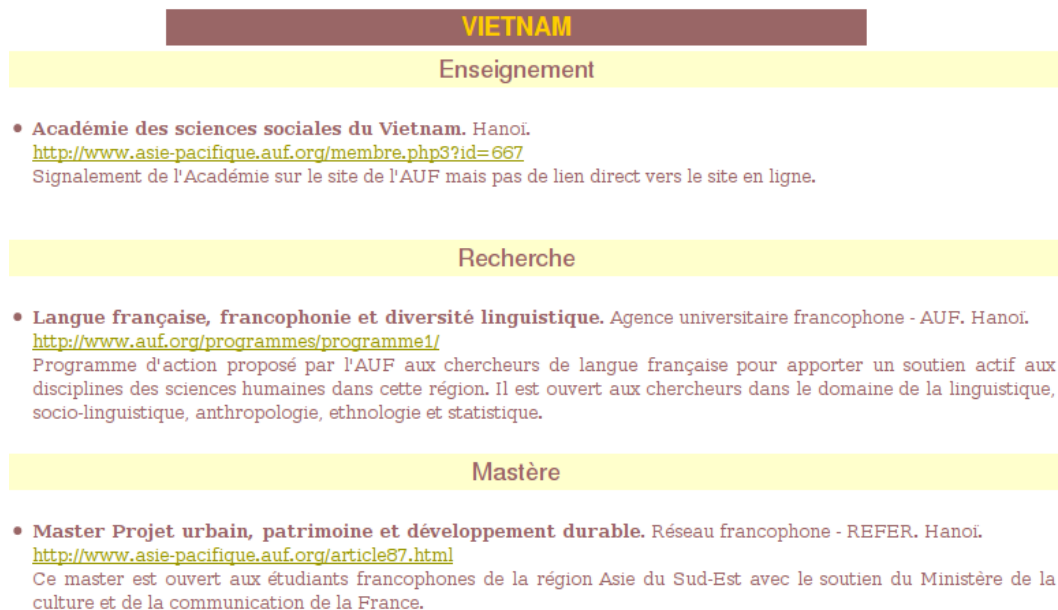 VIETNAM
Enseignement
• Académie des sciences sociales du Vietnam. Hanoï.
http://www.asie-pacifique.auf.org/membre.php3?id=667
Signalement de l'Académie sur le site de l'AUF mais pas de lien direct vers le site en ligne.
Recherche
• Langue française, francophonie et diversité linguistique. Agence universitaire francophone - AUF. Hanoï.
http://www.auf.org/programmes/programme1/
Programme d'action proposé par l'AUF aux chercheurs de langue française pour apporter un soutien actif aux
disciplines des sciences humaines dans cette région. Il est ouvert aux chercheurs dans le domaine de la linguistique,
socio-linguistique, anthropologie, ethnologie et statistique.
Mastère
• Master Projet urbain, patrimoine et développement durable. Réseau francophone - REFER. Hanoï.
http://www.asie-pacifique.auf.org/article87.html
Ce master est ouvert aux étudiants francophones de la région Asie du Sud-Est avec le soutien du Ministère de la
culture et de la communication de la France.